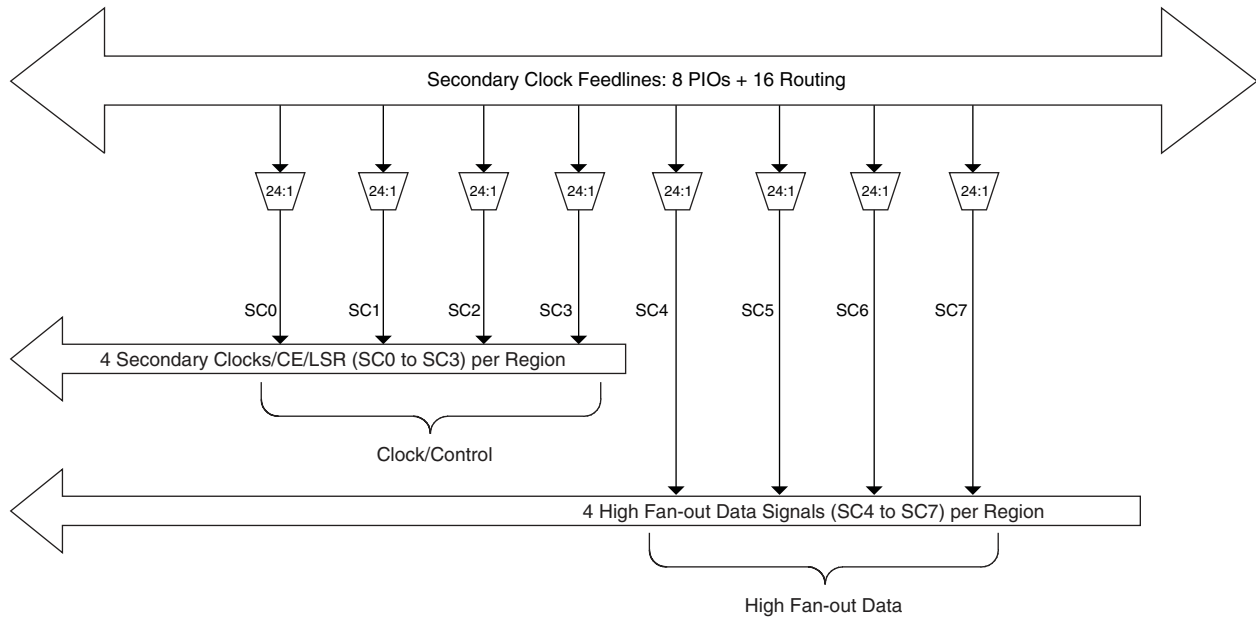 Secondary Clock Feedlines: 8 PIOs + 16 Routing
24:1 24:1 24:1 24:1 24:1 24:1 24:1 24:1
SC0 SC1 SC2 SC3 SC4 SC5 SC6 SC7
4 Secondary Clocks/CE/LSR (SC0 to SC3) per Region
Clock/Control
4 High Fan-out Data Signals (SC4 to SC7) per Region
High Fan-out Data